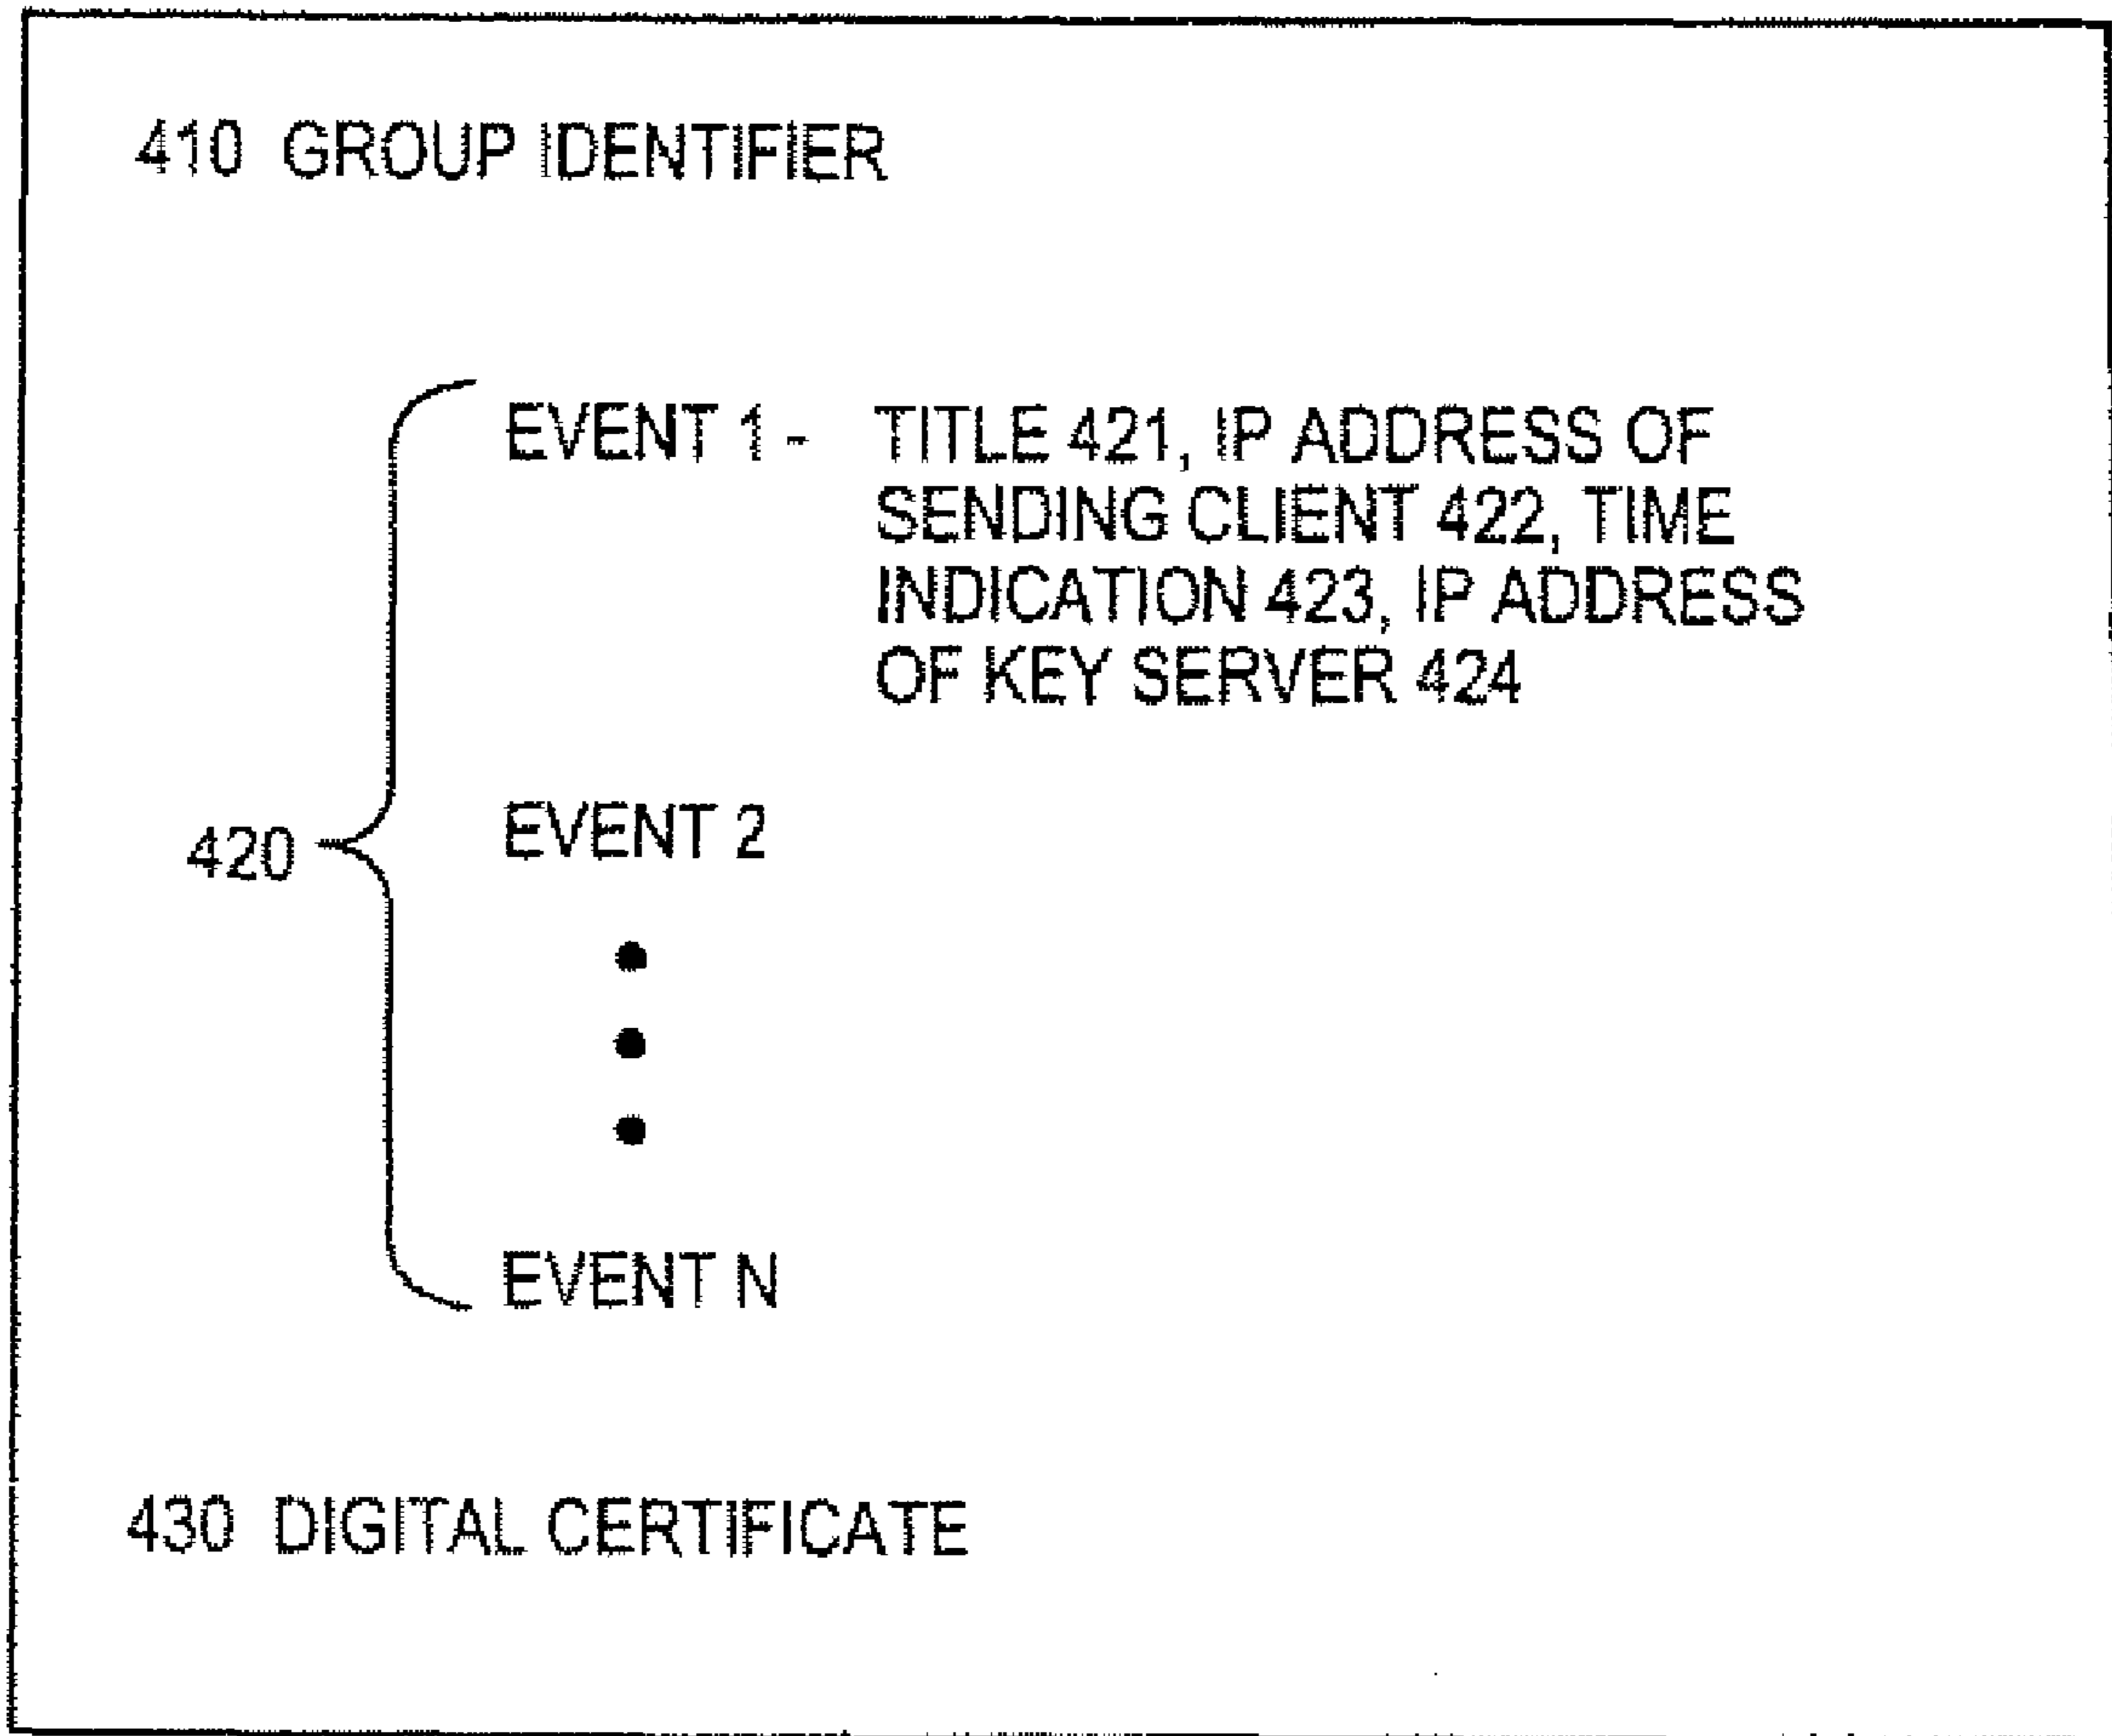 410 GROUP IDENTIFIER
EVENT 1 - TITLE 421, IP ADDRESS OF
SENDING CLIENT 422, TIME
INDICATION 423, IP ADDRESS
OF KEY SERVER 424
420
EVENT 2
EVENT N
430 DIGITAL CERTIFICATE